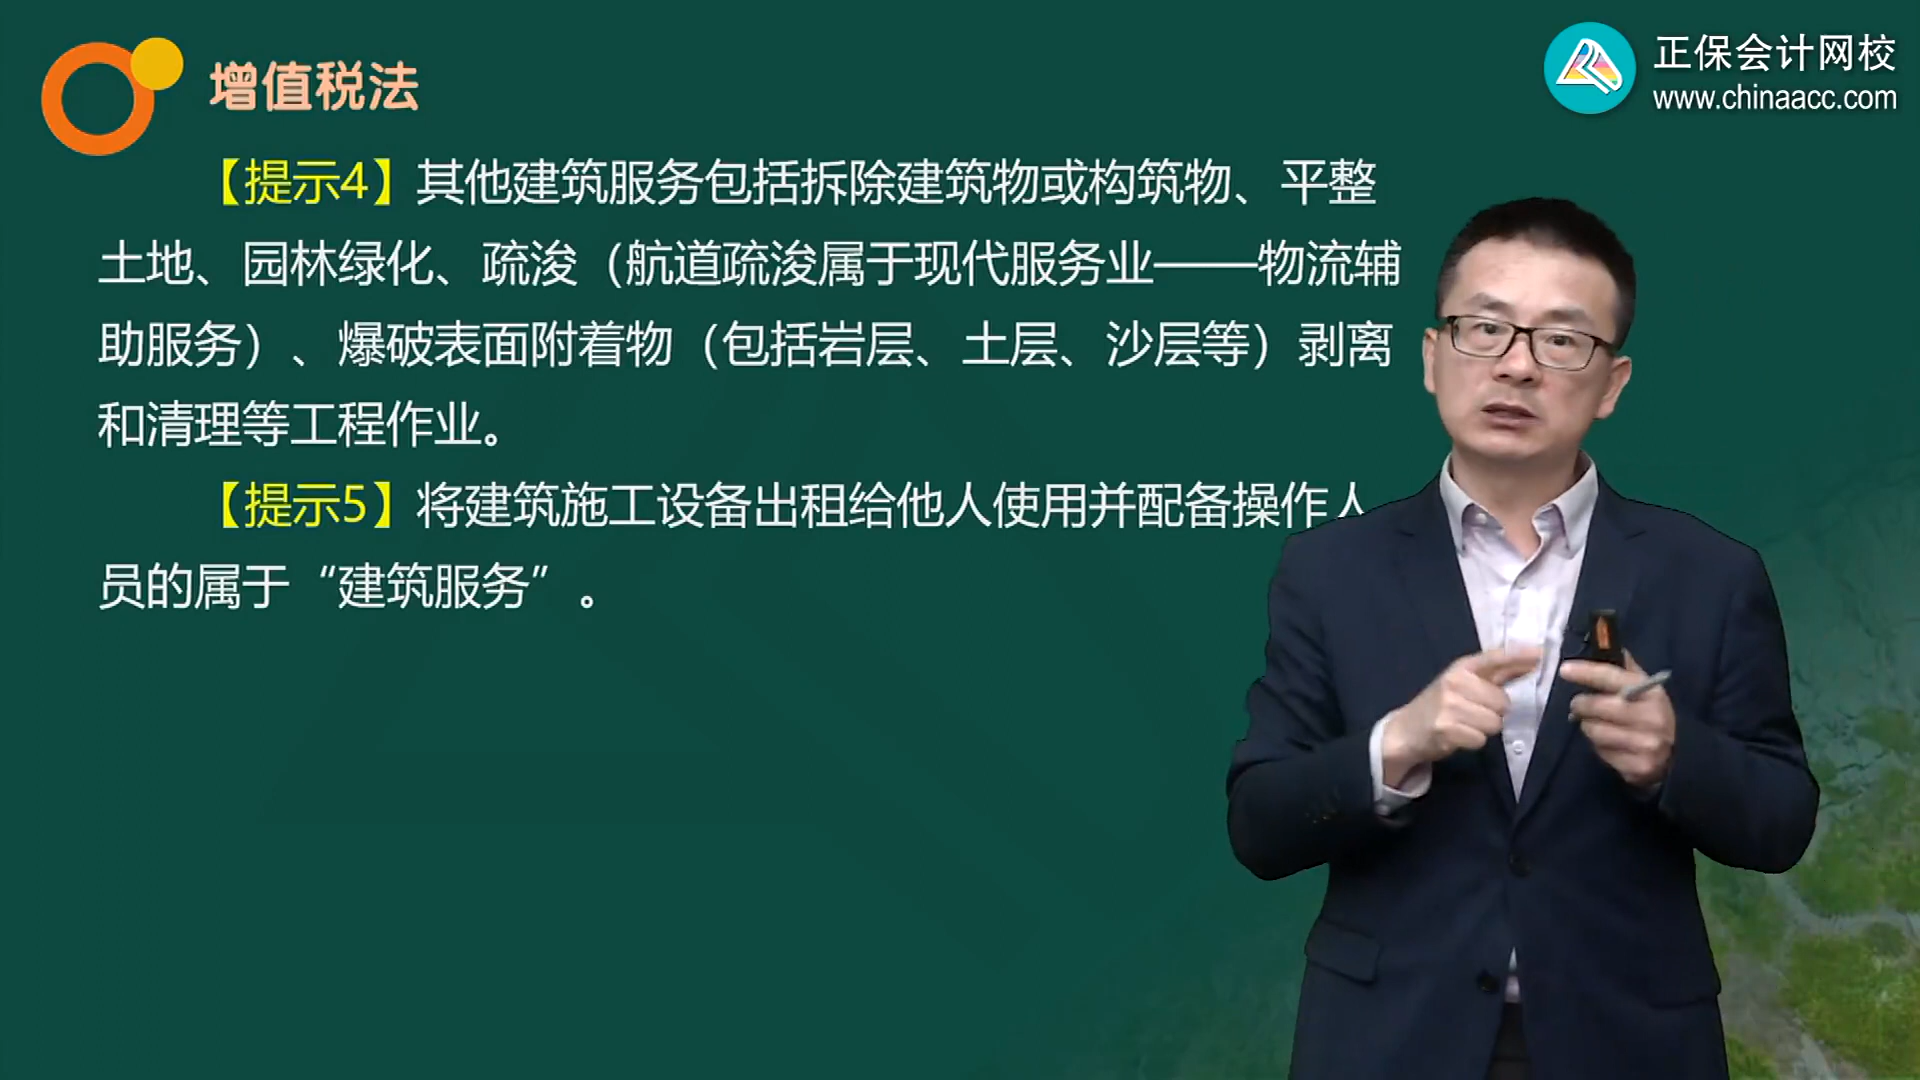 增值税法
正保会计网校
www.chinaacc.com
【提示4】其他建筑服务包括拆除建筑物或构筑物、平整
土地、园林绿化、疏浚（航道疏浚属于现代服务业——物流辅
助服务）、爆破表面附着物（包括岩层、土层、沙层等）剥离
和清理等工程作业。
【提示5】将建筑施工设备出租给他人使用并配备操作人
员的属于“建筑服务”。